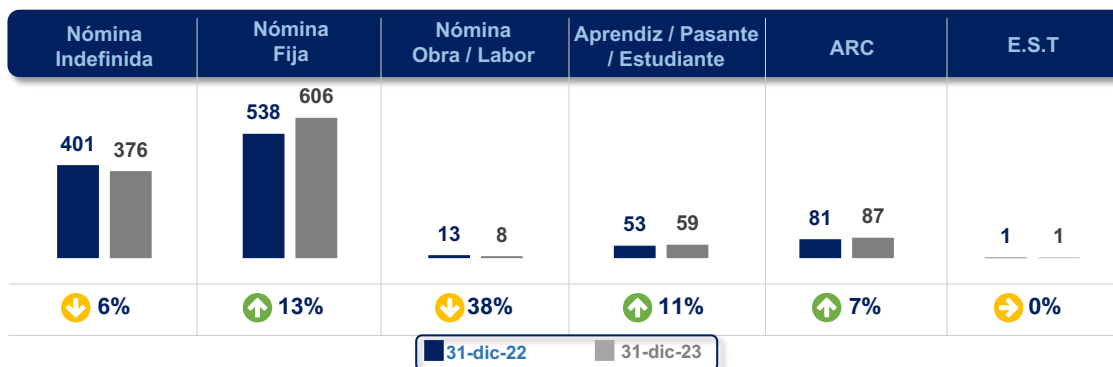 Nómina
Indefinida
Nómina
Fija
Nómina
Obra / Labor
Aprendiz / Pasante
/ Estudiante
ARC
E.S.T
401
376
538
606
13
8
53
59
81
87
1
1
6%
13%
38%
11%
7%
0%
31-dic-22
31-dic-23